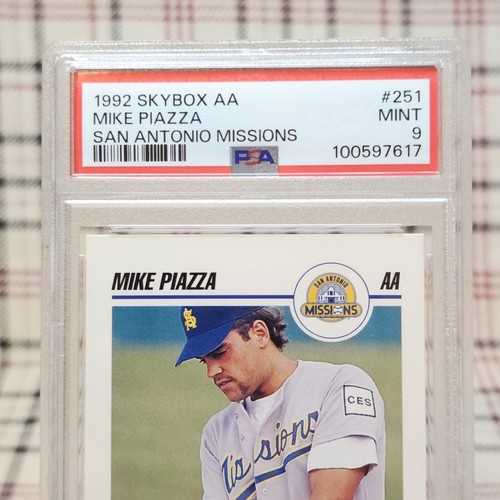 1992 SKYBOX AA #251
MIKE PIAZZA MINT
SAN ANTONIO MISSIONS 9
PSA 100597617
MIKE PIAZZA AA
SAN ANTONIO
MISSIONS
S
CES
Missions